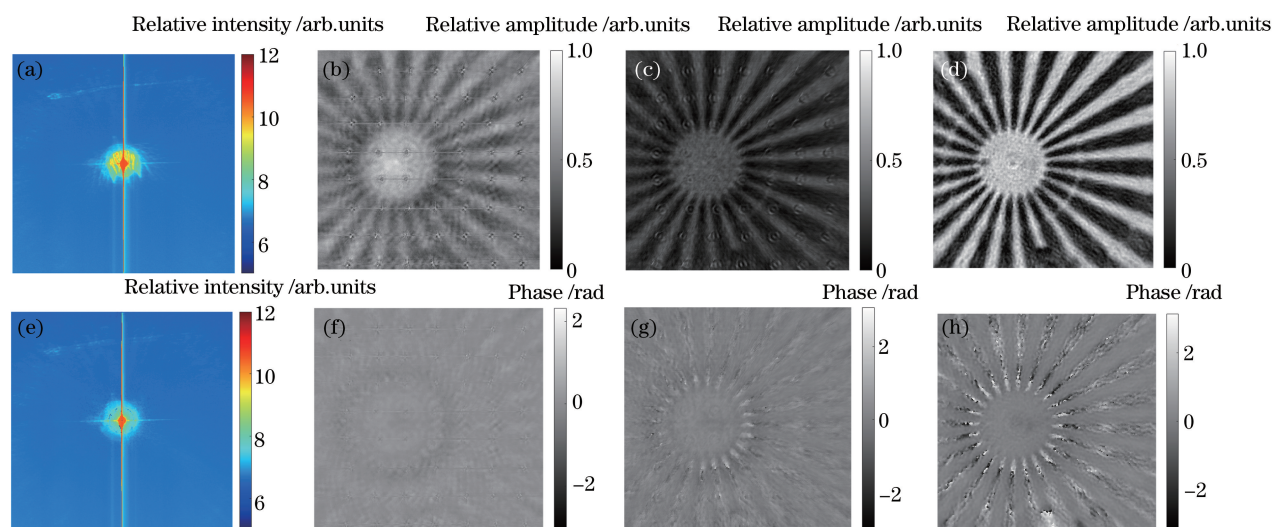 Relative intensity /arb.units
Relative amplitude /arb.units
Relative amplitude /arb.units
Relative amplitude /arb.units
(a)
12
10
8
6
(b)
1.0
0.5
0
(c)
1.0
0.5
0
(d)
1.0
0.5
0
Relative intensity /arb.units
Phase /rad
Phase /rad
Phase /rad
(e)
12
10
8
6
(f)
2
0
−2
(g)
2
0
−2
(h)
2
0
−2